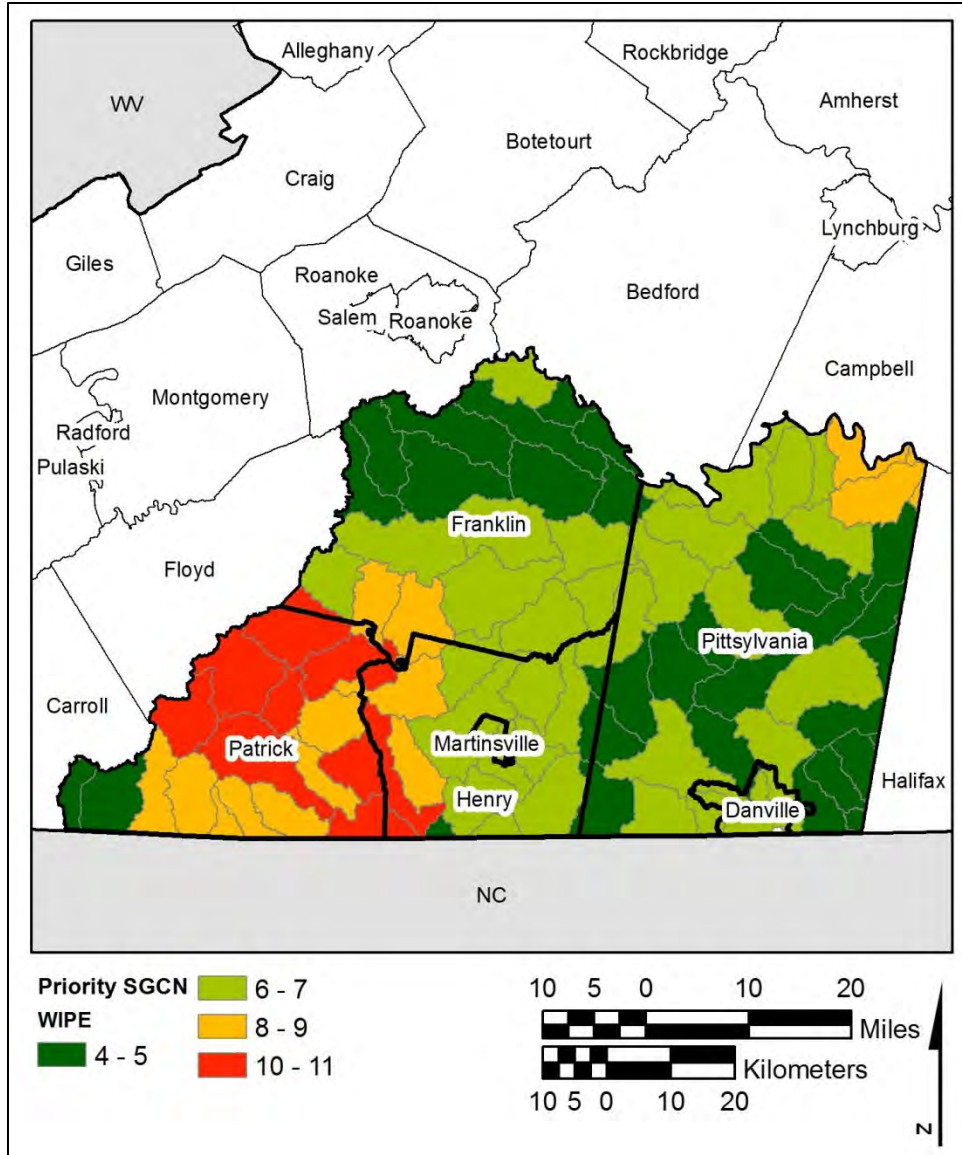 Alleghany
Rockbridge
WV
Amherst
Botetourt
Craig
Lynchburg
Giles
Roanoke
Bedford
Salem
Roanoke
Campbell
Montgomery
Radford
Pulaski
Franklin
Floyd
Pittsylvania
Carroll
Patrick
Martinsville
Henry
Halifax
Danville
NC
Priority SGCN
WIPE
4 - 5
6 - 7
8 - 9
10 - 11
10 5 0 10 20
Miles
Kilometers
10 5 0 10 20
N